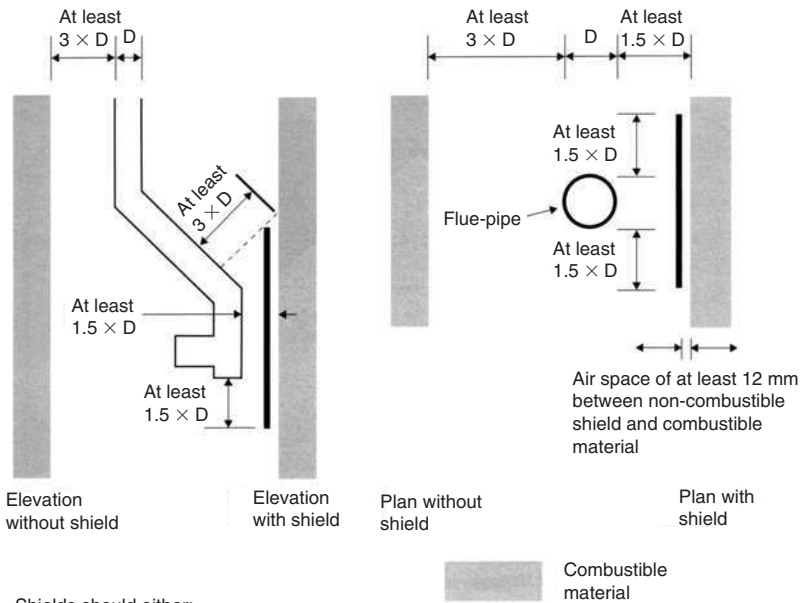 At least
3 × D
D
At least
3 × D
D
At least
1.5 × D
At least
3 × D
At least
1.5 × D
At least
1.5 × D
At least
1.5 × D
Flue-pipe
At least
1.5 × D
Air space of at least 12 mm
between non-combustible
shield and combustible
material
Elevation
without shield
Elevation
with shield
Plan without
shield
Plan with
shield
Combustible
material